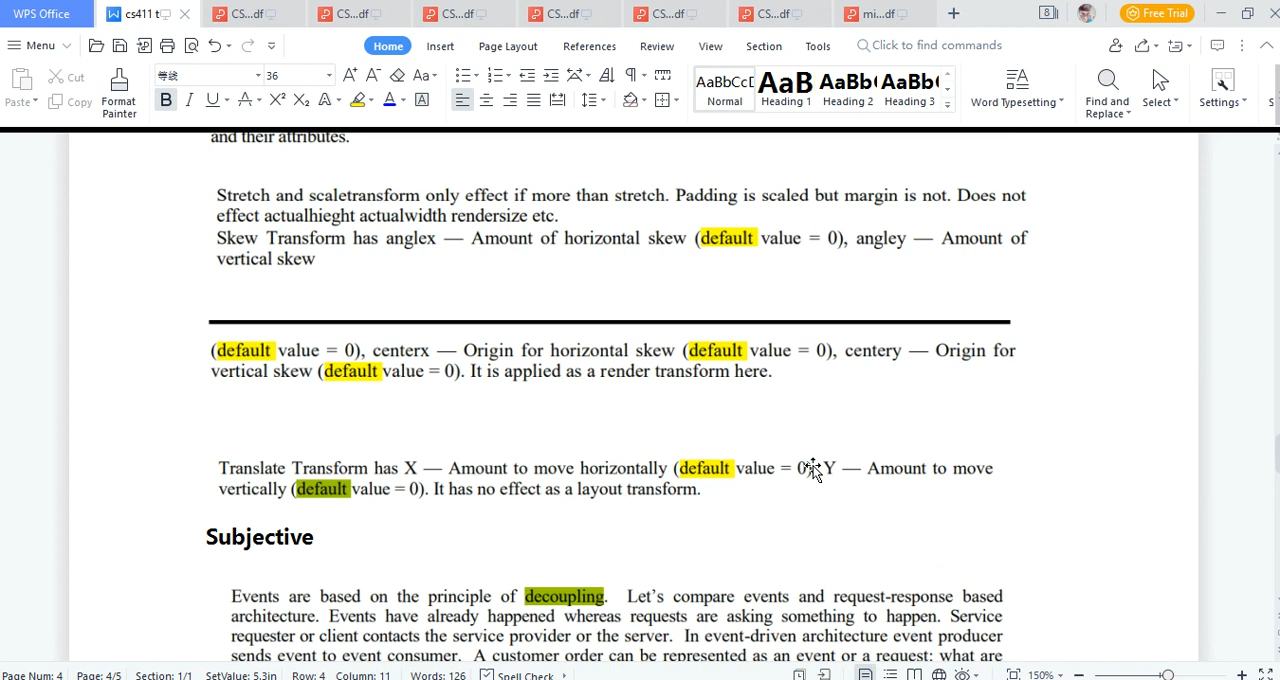 WPS Office cs411 t CS...df CS...df CS...df CS...df CS...df CS...df mi...df + 8 Free Trial
Menu Home Insert Page Layout References Review View Section Tools Click to find commands
Paste Cut Copy Format Painter 等线 36 AaBbCcD Normal AaB Heading 1 AaBb Heading 2 AaBb Heading 3 Word Typesetting Find and Replace Select Settings S
and their attributes.
Stretch and scaletransform only effect if more than stretch. Padding is scaled but margin is not. Does not
effect actualhieght actualwidth rendersize etc.
Skew Transform has anglex — Amount of horizontal skew (default value = 0), angley — Amount of
vertical skew
(default value = 0), centerx — Origin for horizontal skew (default value = 0), centery — Origin for
vertical skew (default value = 0). It is applied as a render transform here.
Translate Transform has X — Amount to move horizontally (default value = 0), Y — Amount to move
vertically (default value = 0). It has no effect as a layout transform.
Subjective
Events are based on the principle of decoupling. Let's compare events and request-response based
architecture. Events have already happened whereas requests are asking something to happen. Service
requester or client contacts the service provider or the server. In event-driven architecture event producer
sends event to event consumer. A customer order can be represented as an event or a request: what are
Page Num: 4 Page: 4/5 Section: 1/1 SetValue: 5.3in Row: 4 Column: 11 Words: 126 Spell Check 150%